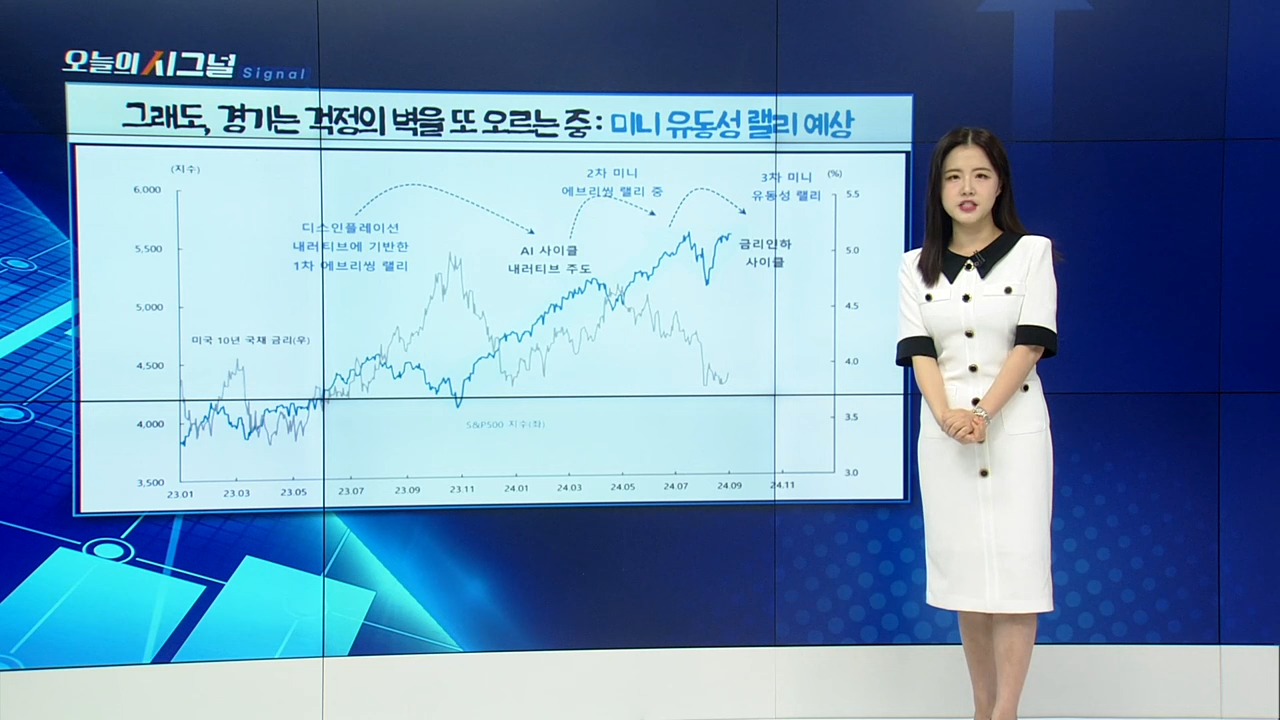 오늘의 시그널 Signal
그래도, 경기는 걱정의 벽을 또 오르는 중 : 미니 유동성 랠리 예상
(지수)
(%)
6,000
5,500
5,000
4,500
4,000
3,500
5.5
5.0
4.5
4.0
3.5
3.0
디스인플레이션
내러티브에 기반한
1차 에브리씽 랠리
AI 사이클
내러티브 주도
2차 미니
에브리씽 랠리 중
3차 미니
유동성 랠리
금리인하
사이클
미국 10년 국채 금리(우)
S&P500 지수(좌)
23.01 23.03 23.05 23.07 23.09 23.11 24.01 24.03 24.05 24.07 24.09 24.11